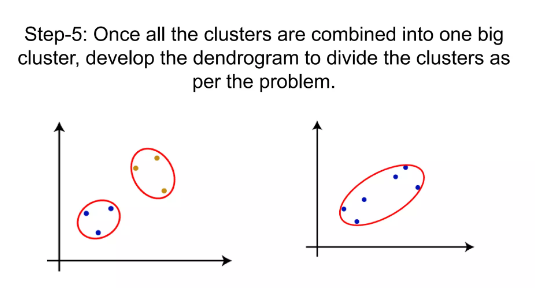 Step-5: Once all the clusters are combined into one big
cluster, develop the dendrogram to divide the clusters as
per the problem.